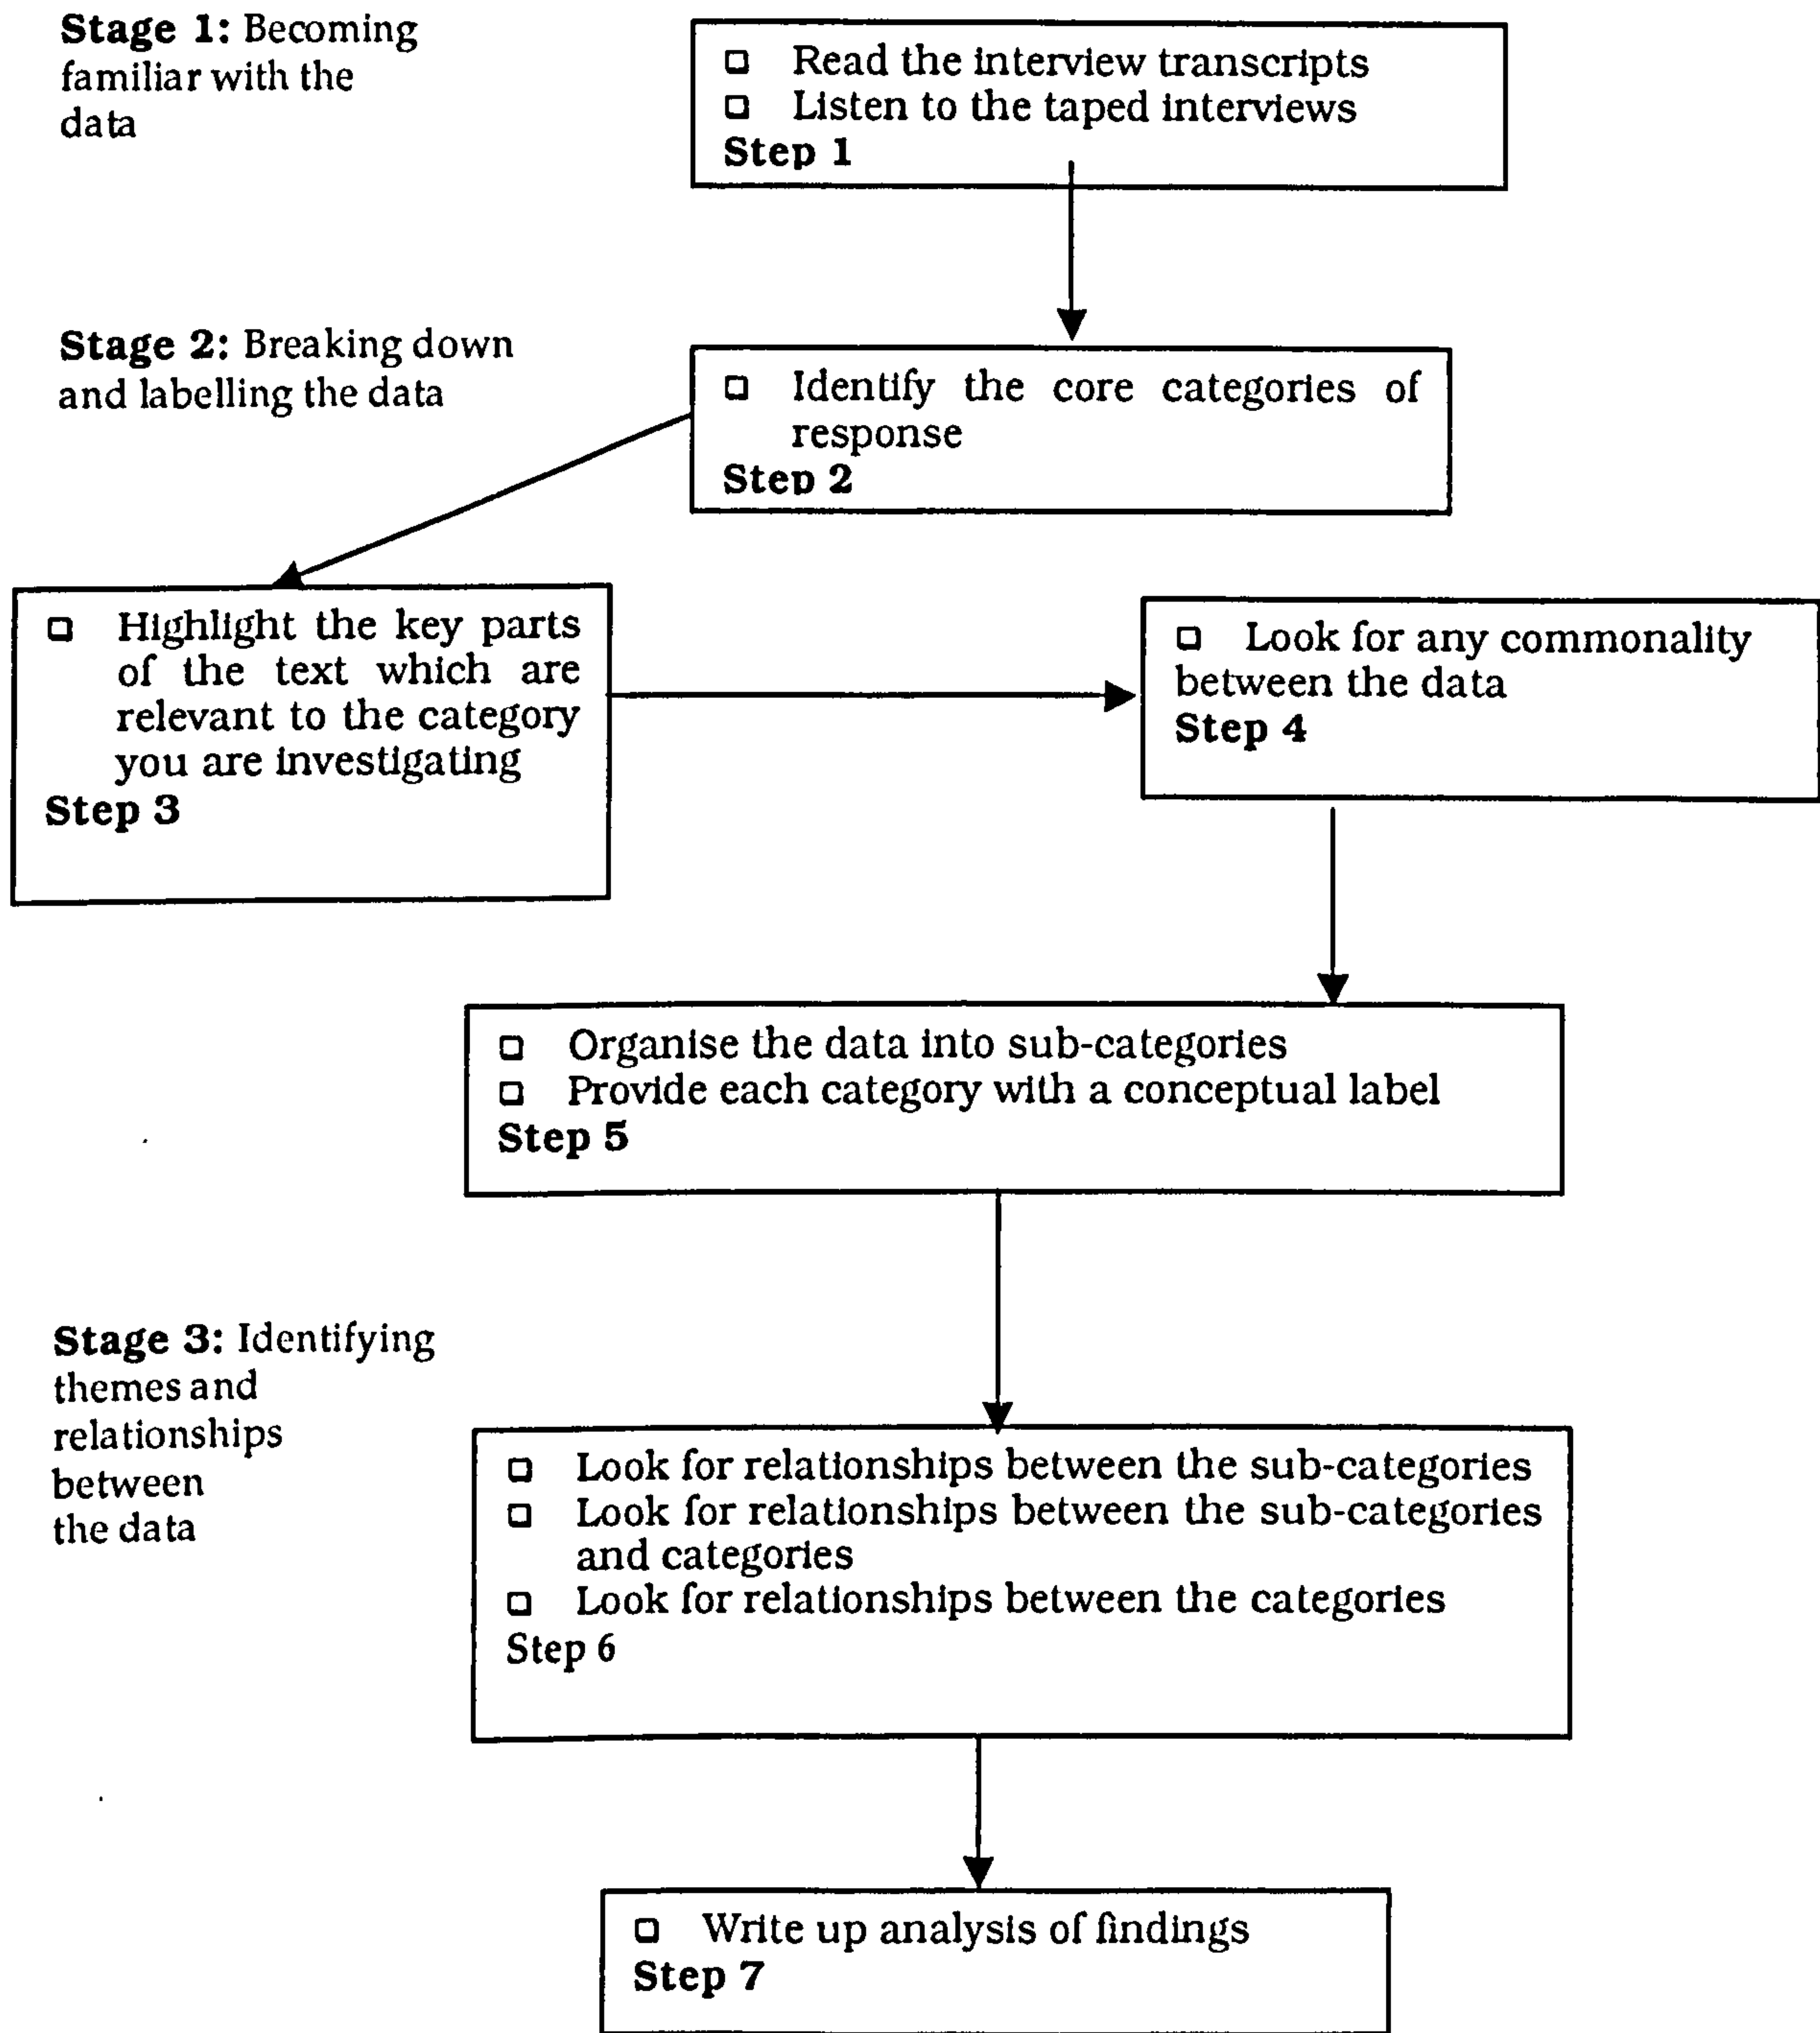 Stage 1: Becoming
familiar with the
data
❑ Read the interview transcripts
❑ Listen to the taped interviews
Step 1
Stage 2: Breaking down
and labelling the data
❑ Identify the core categories of
response
Step 2
❑ Highlight the key parts
of the text which are
relevant to the category
you are investigating
Step 3
❑ Look for any commonality
between the data
Step 4
❑ Organise the data into sub-categories
❑ Provide each category with a conceptual label
Step 5
Stage 3: Identifying
themes and
relationships
between
the data
❑ Look for relationships between the sub-categories
❑ Look for relationships between the sub-categories
and categories
❑ Look for relationships between the categories
Step 6
❑ Write up analysis of findings
Step 7